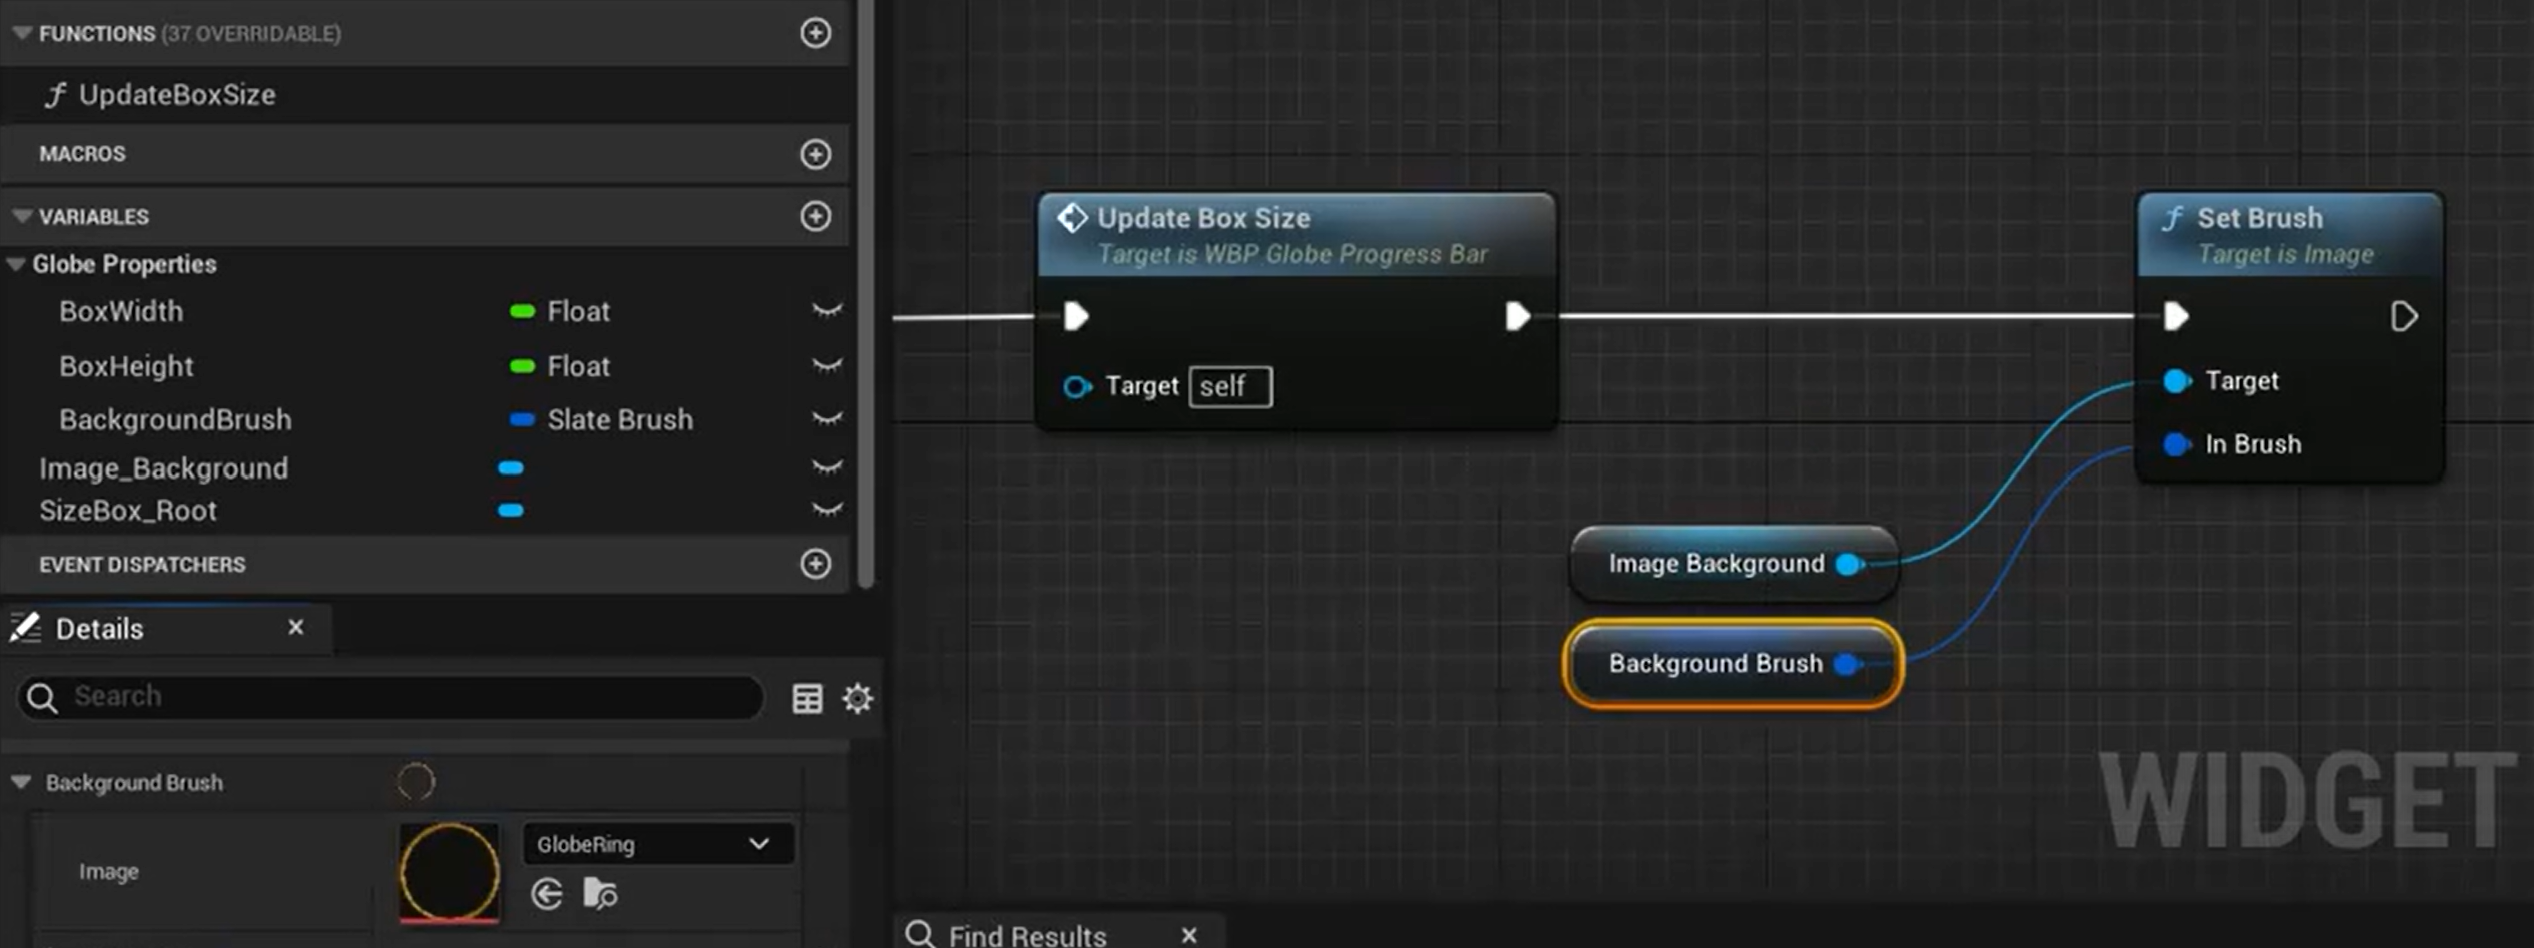 FUNCTIONS (37 OVERRIDABLE)
f UpdateBoxSize
MACROS
VARIABLES
Globe Properties
BoxWidth Float
BoxHeight Float
BackgroundBrush Slate Brush
Image_Background
SizeBox_Root
EVENT DISPATCHERS
Details
Search
Background Brush
Image
GlobeRing
Update Box Size
Target is WBP Globe Progress Bar
Target self
f Set Brush
Target is Image
Target
In Brush
Image Background
Background Brush
WIDGET
Find Results